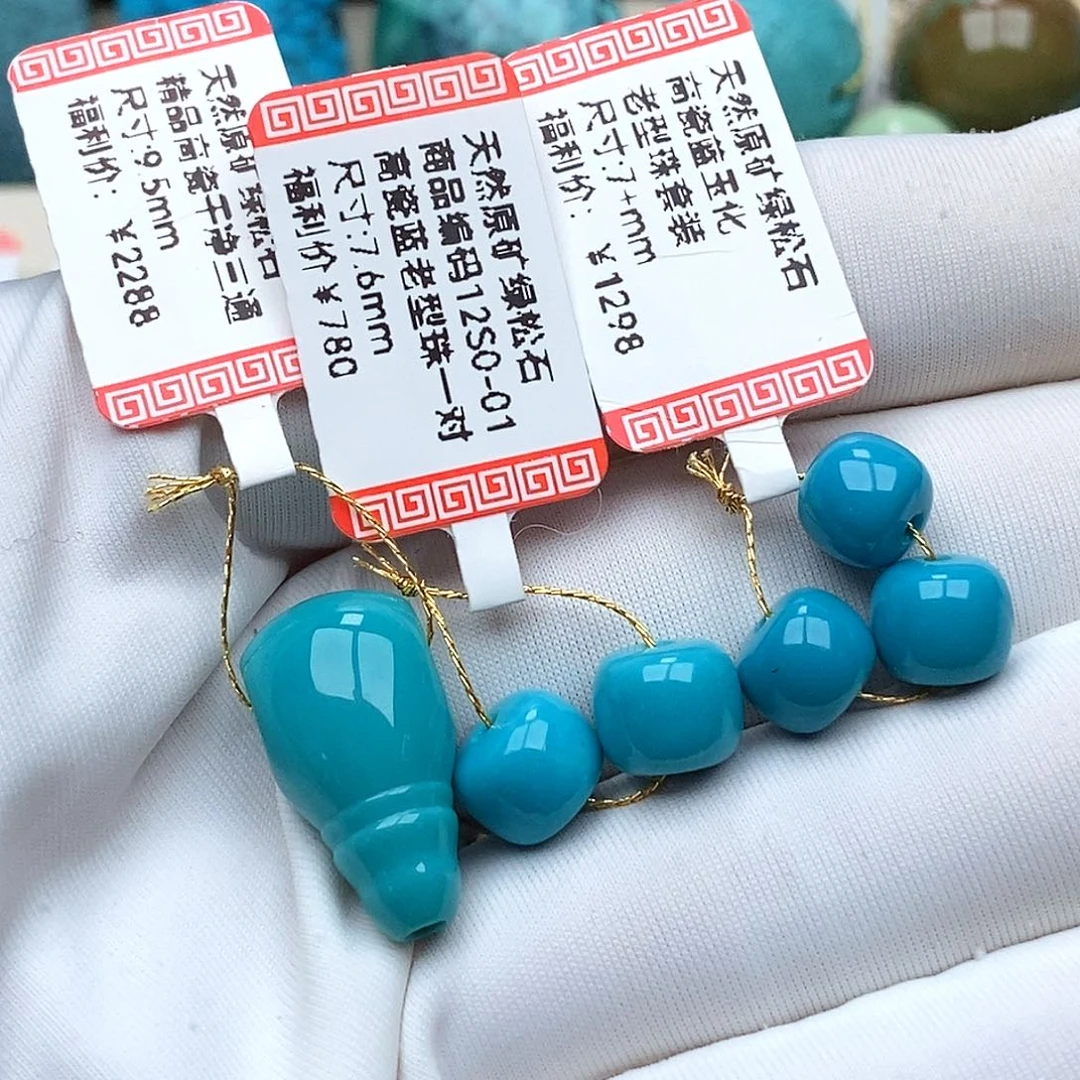 天然原矿 绿松石
精品高瓷干净三通
尺寸:9.5mm
福利价: ¥2288
天然原矿绿松石
商品编码12S0-01
高瓷蓝老型珠一对
尺寸:7.6mm
福利价 ¥780
天然原矿绿松石
高瓷蓝玉化
老型珠套装
尺寸:7+mm
福利价: ¥1298